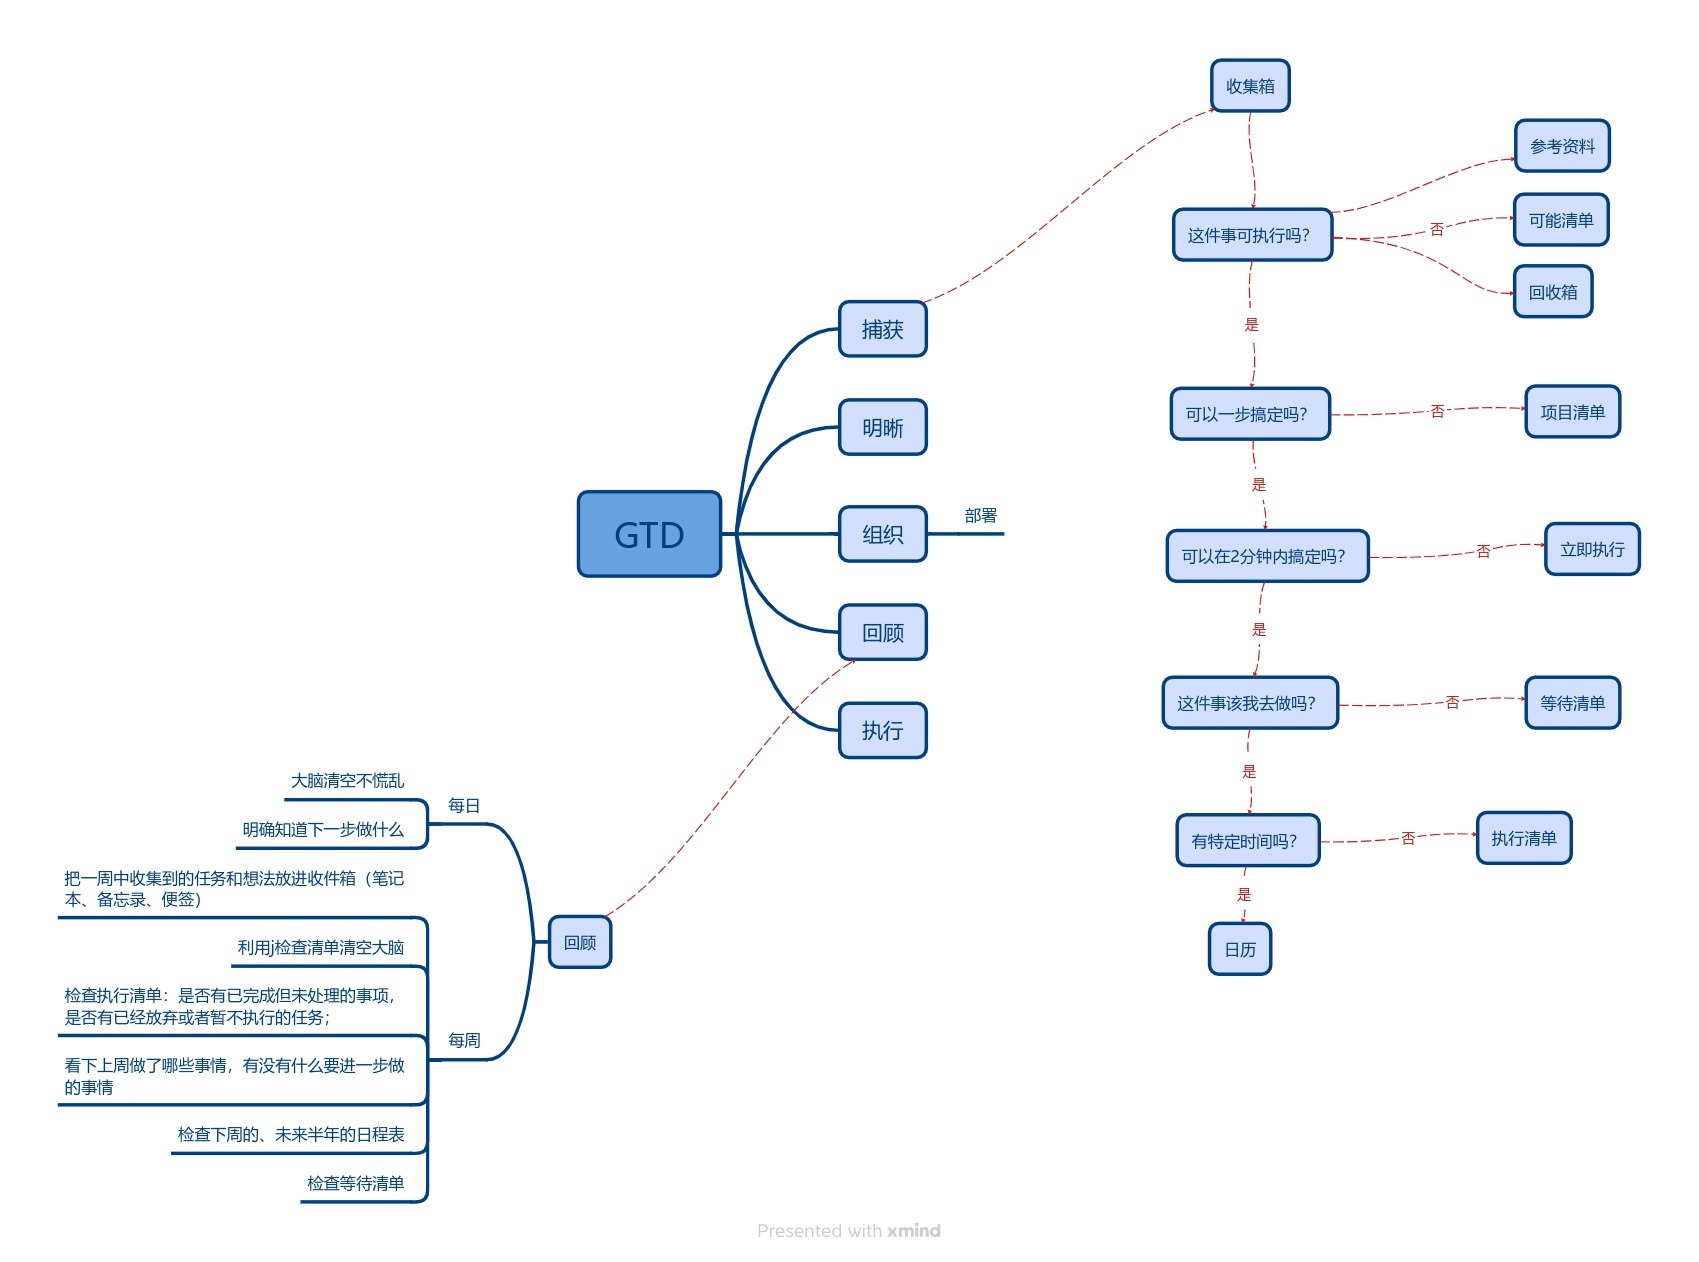 GTD
捕获
明晰
组织
部署
回顾
执行
收集箱
这件事可执行吗？
参考资料
否
可能清单
回收箱
是
可以一步搞定吗？
否
项目清单
是
可以在2分钟内搞定吗？
否
立即执行
是
这件事该我去做吗？
否
等待清单
是
有特定时间吗？
否
执行清单
是
日历
回顾
每日
大脑清空不慌乱
明确知道下一步做什么
每周
把一周中收集到的任务和想法放进收件箱（笔记
本、备忘录、便签）
利用j检查清单清空大脑
检查执行清单：是否有已完成但未处理的事项，
是否有已经放弃或者暂不执行的任务；
看下上周做了哪些事情，有没有什么要进一步做
的事情
检查下周的、未来半年的日程表
检查等待清单
Presented with xmind